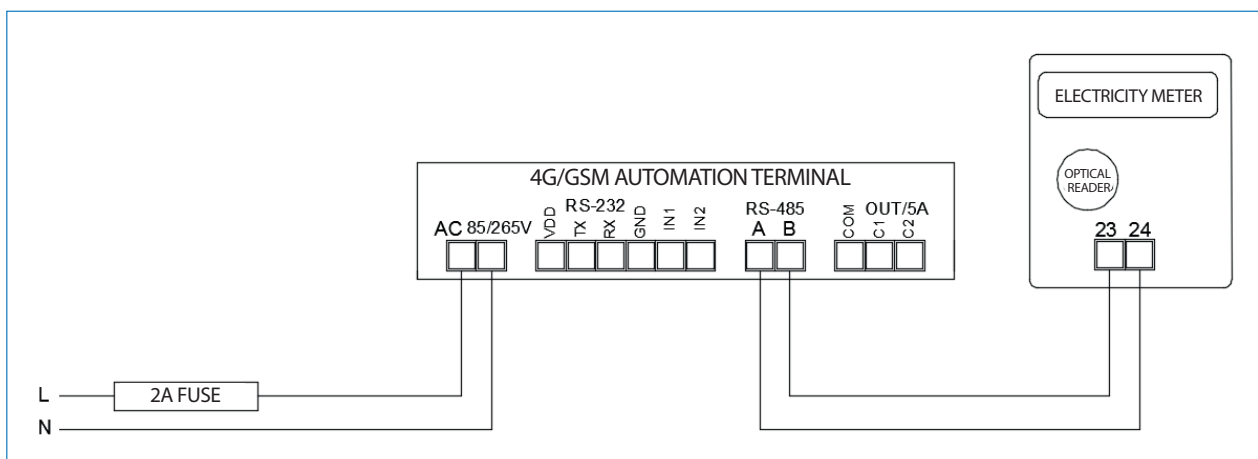 ELECTRICITY METER
OPTICAL
READER
23 24
4G/GSM AUTOMATION TERMINAL
AC 85/265V
RS-232
VDD TX RX GND IN1 IN2
RS-485
A B
OUT/5A
COM C1 C2
L
2A FUSE
N